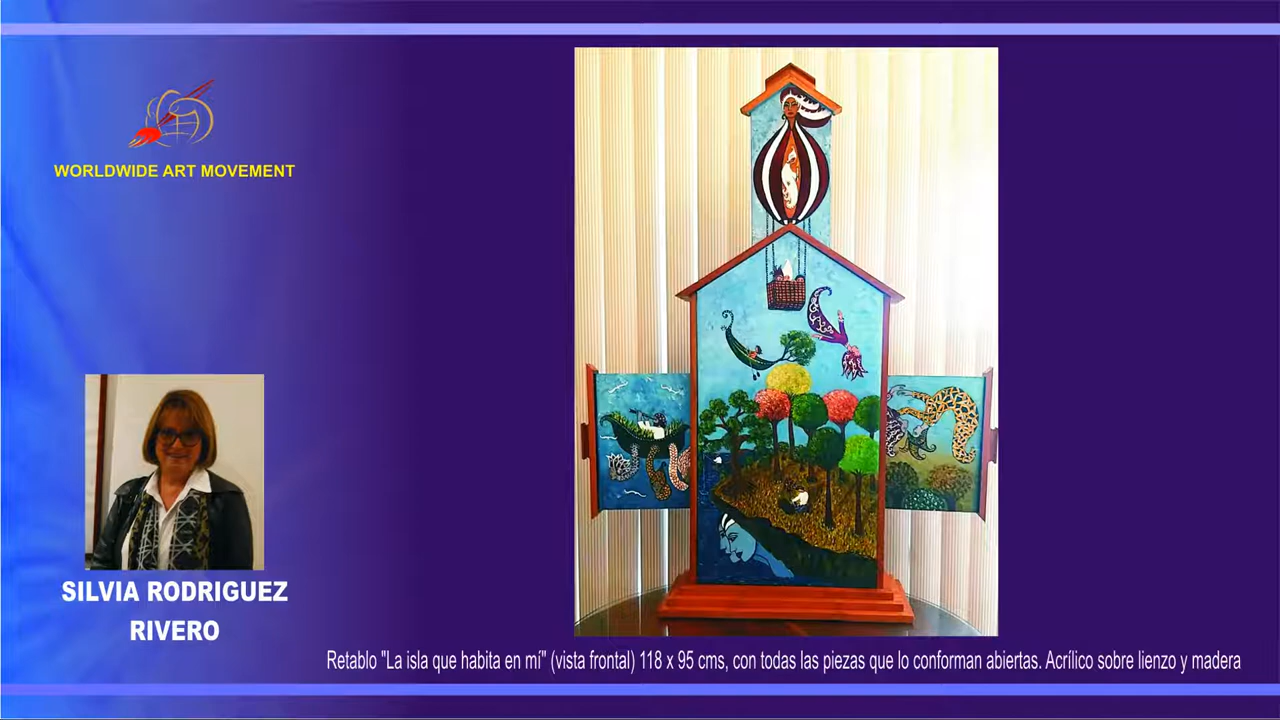 WORLDWIDE ART MOVEMENT
SILVIA RODRIGUEZ
RIVERO
Retablo "La isla que habita en mí" (vista frontal) 118 x 95 cms, con todas las piezas que lo conforman abiertas. Acrílico sobre lienzo y madera